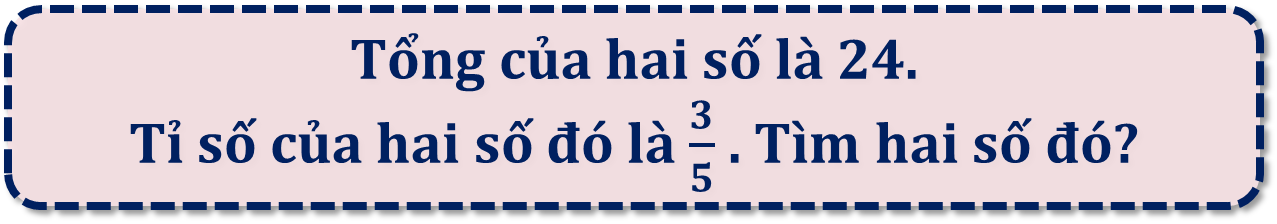 Tổng của hai số là 24.
Tỉ số của hai số đó là 3/5 . Tìm hai số đó?